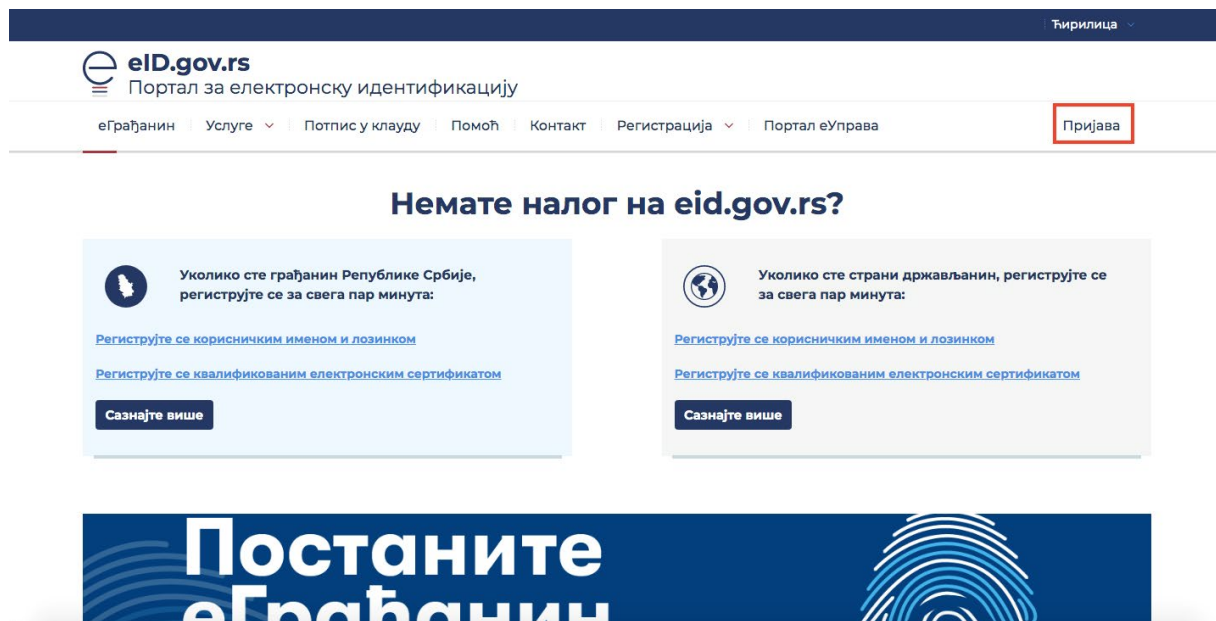 Ћирилица
eID.gov.rs
Портал за електронску идентификацију
еГрађанин Услуге Потпис у клауду Помоћ Контакт Регистрација Портал еУправа Пријава
Немате налог на eid.gov.rs?
Уколико сте грађанин Републике Србије,
региструјте се за свега пар минута:
Региструјте се корисничким именом и лозинком
Региструјте се квалификованим електронским сертификатом
Сазнајте више
Уколико сте страни држављанин, региструјте се
за свега пар минута:
Региструјте се корисничким именом и лозинком
Региструјте се квалификованим електронским сертификатом
Сазнајте више
Постаните
еГрађанин